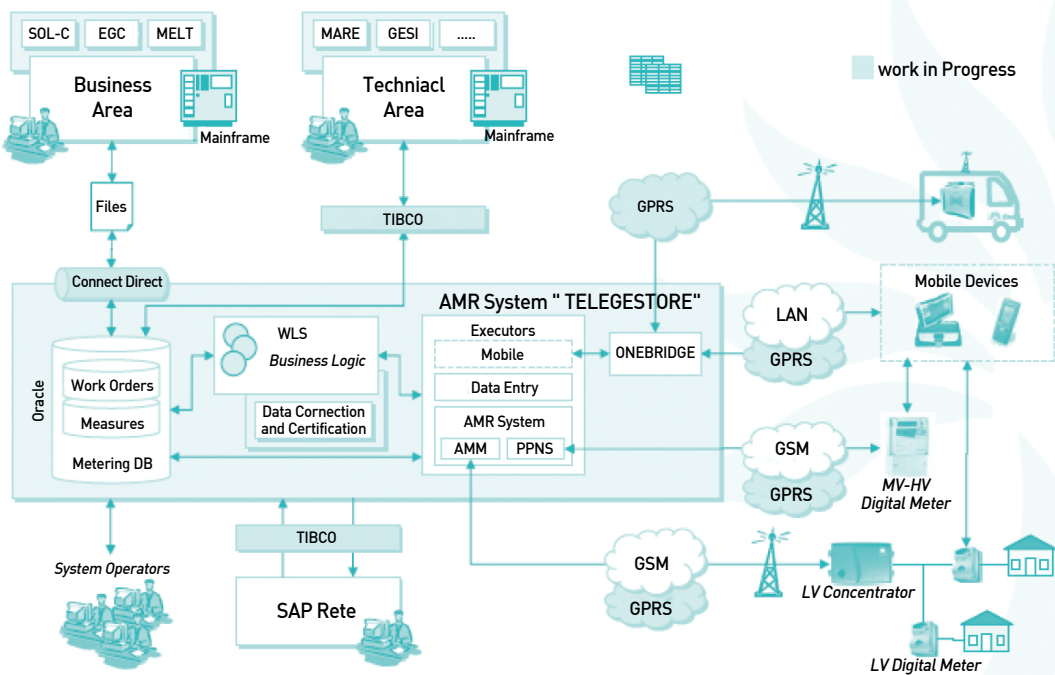 SOL-C
EGC
MELT
Business
Area
Mainframe
MARE
GESI
.....
Techniacl
Area
Mainframe
work in Progress
Files
TIBCO
GPRS
Connect Direct
AMR System " TELEGESTORE"
Mobile Devices
Oracle
Work Orders
Measures
Metering DB
WLS
Business Logic
Data Cornection
and Certification
Executors
Mobile
Data Entry
AMR System
AMM
PPNS
ONEBRIDGE
LAN
GPRS
GSM
GPRS
MV-HV
Digital Meter
System Operators
TIBCO
SAP Rete
GSM
GPRS
LV Concentrator
LV Digital Meter